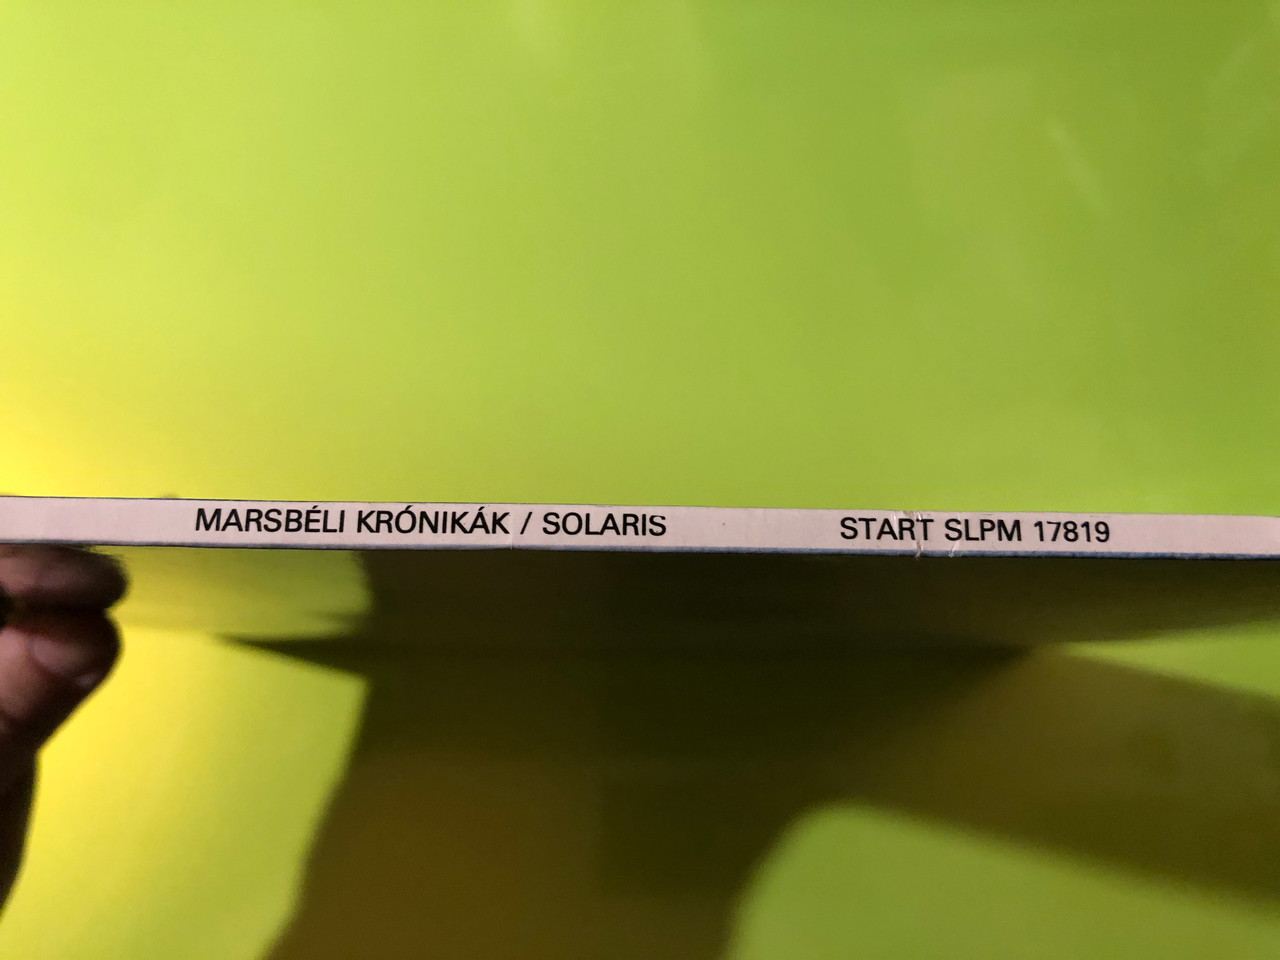 MARSBÉLI KRÓNIKÁK / SOLARIS START SLPM 17819